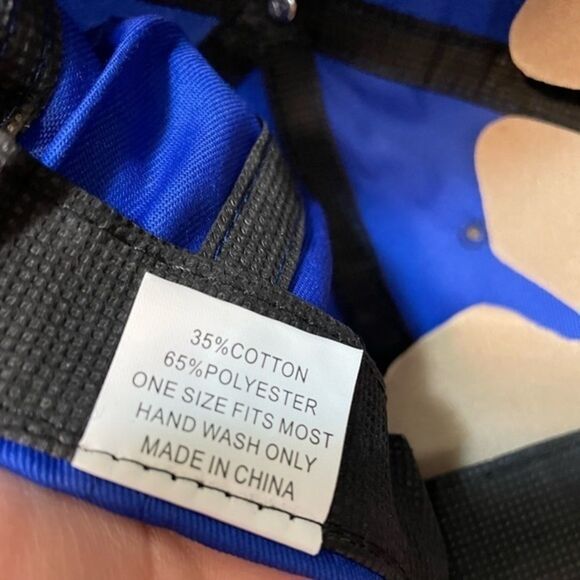 35%COTTON
65%POLYESTER
ONE SIZE FITS MOST
HAND WASH ONLY
MADE IN CHINA